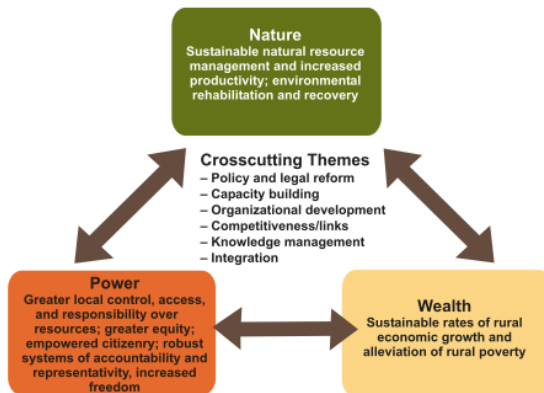 Nature
Sustainable natural resource
management and increased
productivity; environmental
rehabilitation and recovery
Crosscutting Themes
– Policy and legal reform
– Capacity building
– Organizational development
– Competitiveness/links
– Knowledge management
– Integration
Power
Greater local control, access,
and responsibility over
resources; greater equity;
empowered citizenry; robust
systems of accountability and
representativity, increased
freedom
Wealth
Sustainable rates of rural
economic growth and
alleviation of rural poverty